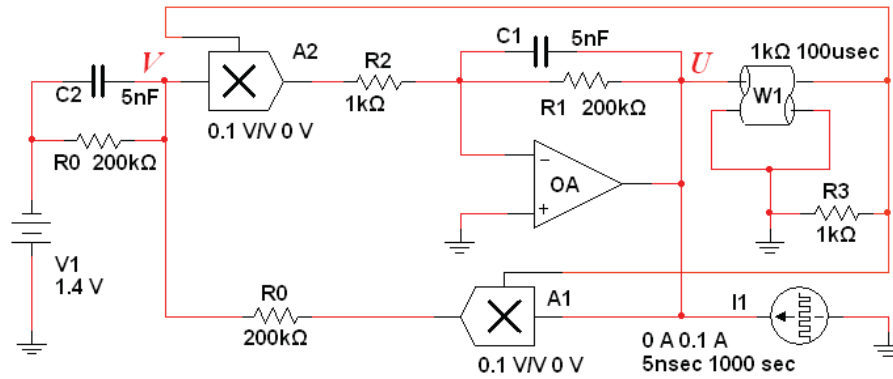 C1 5nF
V A2 U
R2 1kΩ 100usec
C2 5nF W1
1kΩ R1 200kΩ
0.1 V/V 0 V
R0 200kΩ
OA
R3
1kΩ
V1
1.4 V
R0 A1 I1
200kΩ
0 A 0.1 A
0.1 V/V 0 V 5nsec 1000 sec